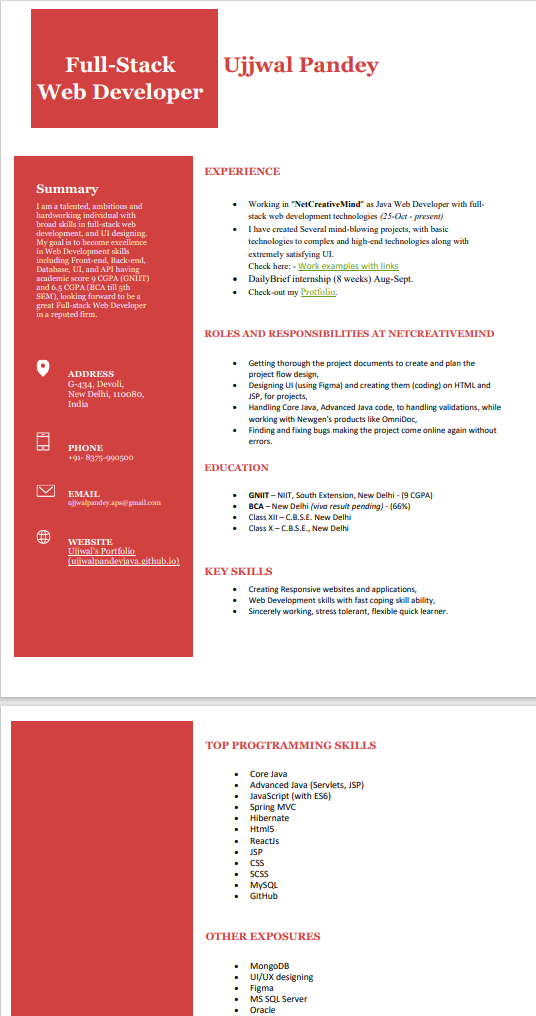 Full-Stack
Web Developer
Ujjwal Pandey
Summary
I am a talented, ambitious and
hardworking individual with
broad skills in full-stack web
development, and UI designing.
My goal is to become excellence
in Web Development skills
including Front-end, Back-end,
Database, UI, and API having
academic score 9 CGPA (GNIIT)
and 6.5 CGPA (BCA till 5th
SEM), looking forward to be a
great Full-stack Web Developer
in a reputed firm.
ADDRESS
G-434, Devoli,
New Delhi, 110080,
India
PHONE
+91- 8375-990500
EMAIL
ujjwalpandey.aps@gmail.com
WEBSITE
Ujjwal's Portfolio
(ujjwalpandeyjava.github.io)
EXPERIENCE
• Working in "NetCreativeMind" as Java Web Developer with full-
stack web development technologies (25-Oct - present)
• I have created Several mind-blowing projects, with basic
technologies to complex and high-end technologies along with
extremely satisfying UI.
Check here: - Work examples with links
• DailyBrief internship (8 weeks) Aug-Sept.
• Check-out my Protfolio.
ROLES AND RESPONSIBILITIES AT NETCREATIVEMIND
• Getting thorough the project documents to create and plan the
project flow design,
• Designing UI (using Figma) and creating them (coding) on HTML and
JSP, for projects,
• Handling Core Java, Advanced Java code, to handling validations, while
working with Newgen's products like OmniDoc,
• Finding and fixing bugs making the project come online again without
errors.
EDUCATION
• GNIIT – NIIT, South Extension, New Delhi - (9 CGPA)
• BCA – New Delhi (viva result pending) - (66%)
• Class XII – C.B.S.E. New Delhi
• Class X – C.B.S.E., New Delhi
KEY SKILLS
• Creating Responsive websites and applications,
• Web Development skills with fast coping skill ability,
• Sincerely working, stress tolerant, flexible quick learner.
TOP PROGTRAMMING SKILLS
• Core Java
• Advanced Java (Servlets, JSP)
• JavaScript (with ES6)
• Spring MVC
• Hibernate
• Html5
• ReactJs
• JSP
• CSS
• SCSS
• MySQL
• GitHub
OTHER EXPOSURES
• MongoDB
• UI/UX designing
• Figma
• MS SQL Server
• Oracle